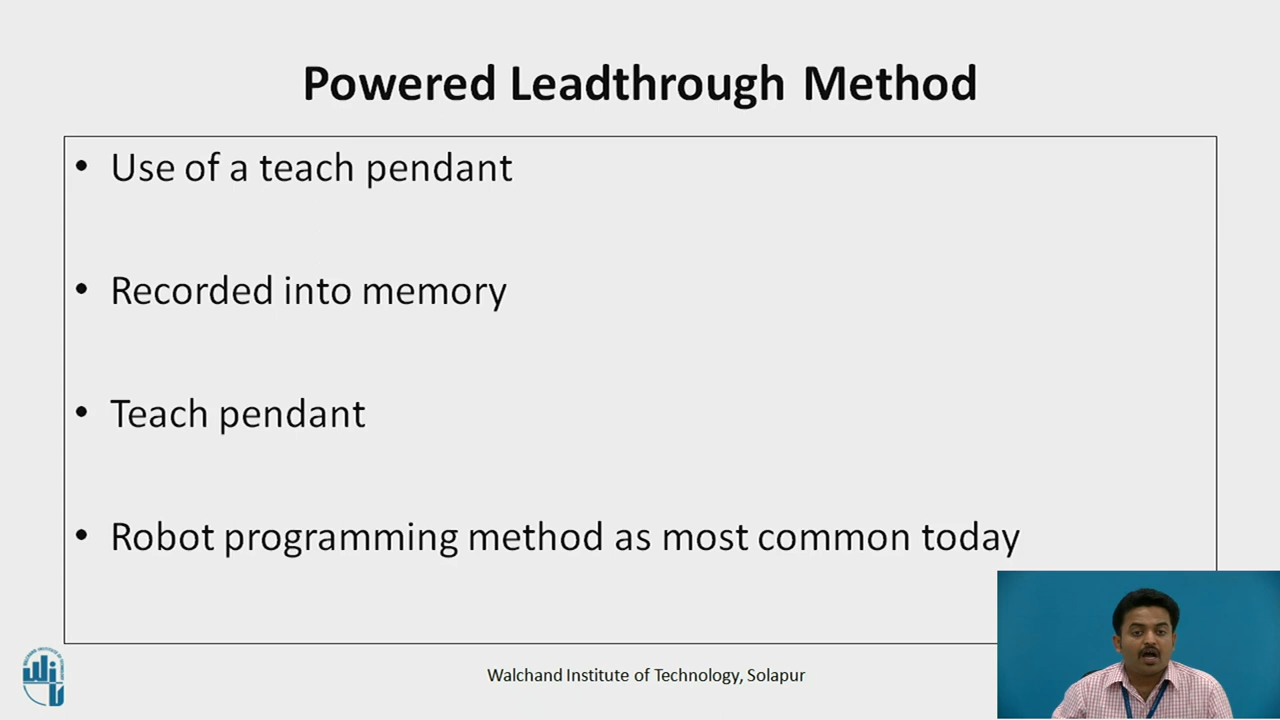 Powered Leadthrough Method
• Use of a teach pendant
• Recorded into memory
• Teach pendant
• Robot programming method as most common today
Walchand Institute of Technology, Solapur